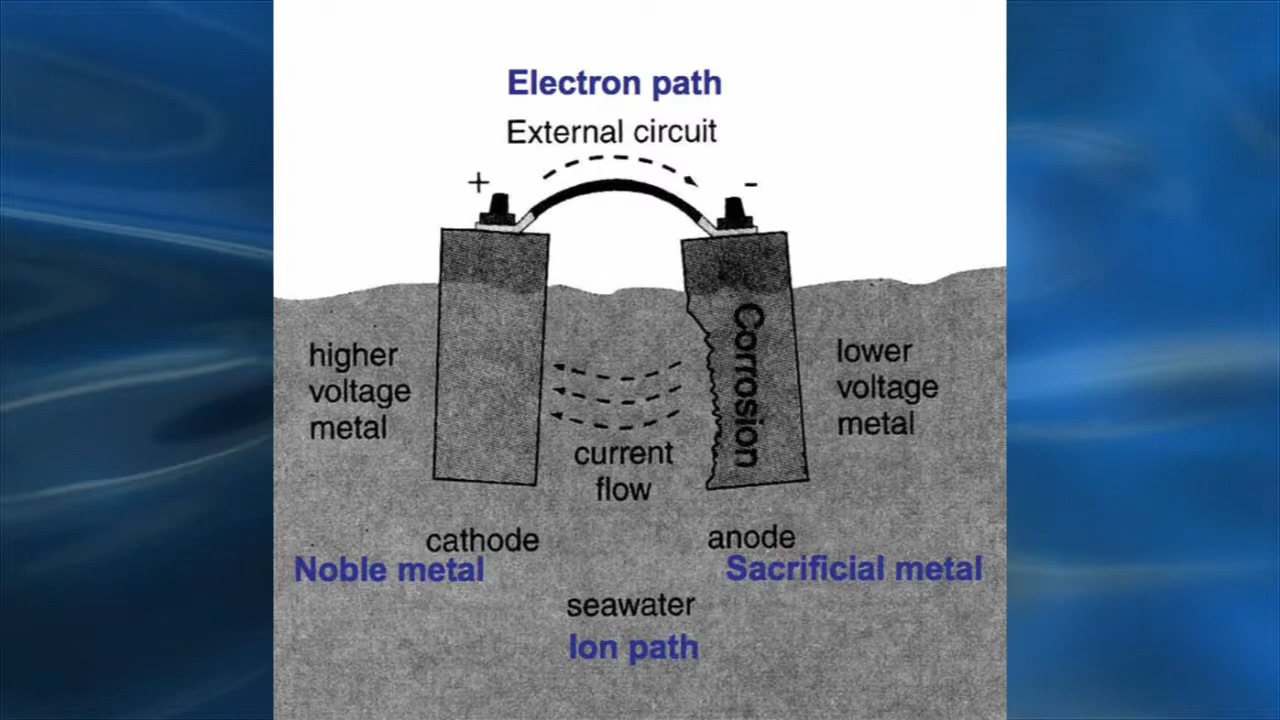 Electron path
External circuit
+
-
higher
voltage
metal
Corrosion
lower
voltage
metal
current
flow
cathode
anode
Noble metal
Sacrificial metal
seawater
Ion path